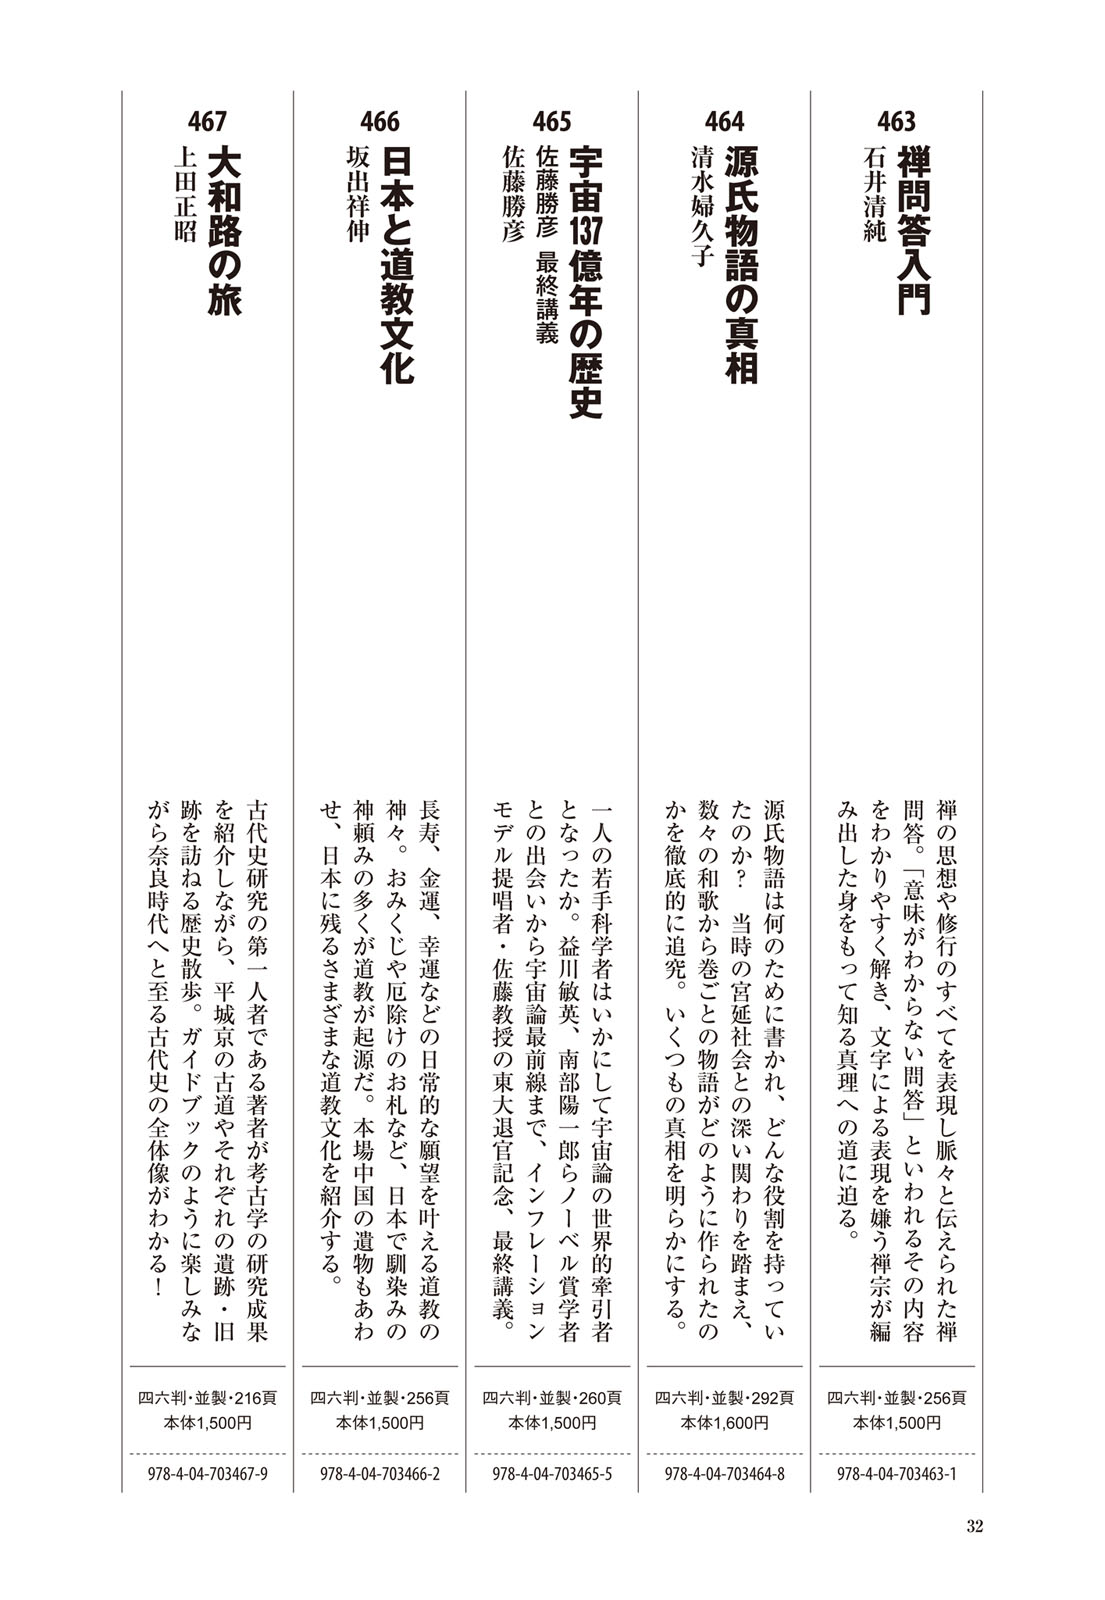 463
禅問答入門
石井清純
禅の思想や修行のすべてを表現し脈々と伝えられた禅
問答。「意味がわからない問答」といわれるその内容
をわかりやすく解き、文字による表現を嫌う禅宗が編
み出した身をもって知る真理への道に迫る。
四六判・並製・256頁
本体1,500円
978-4-04-703463-1
464
源氏物語の真相
清水婦久子
源氏物語は何のために書かれ、どんな役割を持ってい
たのか？　当時の宮廷社会との深い関わりを踏まえ、
数々の和歌から巻ごとの物語がどのように作られたの
かを徹底的に追究。いくつもの真相を明らかにする。
四六判・並製・292頁
本体1,600円
978-4-04-703464-8
465
宇宙137億年の歴史
佐藤勝彦　最終講義
佐藤勝彦
一人の若手科学者はいかにして宇宙論の世界的牽引者
となったか。益川敏英、南部陽一郎らノーベル賞学者
との出会いから宇宙論最前線まで、インフレーション
モデル提唱者・佐藤教授の東大退官記念、最終講義。
四六判・並製・260頁
本体1,500円
978-4-04-703465-5
466
日本と道教文化
坂出祥伸
長寿、金運、幸運などの日常的な願望を叶える道教の
神々。おみくじや厄除けのお札など、日本で馴染みの
神頼みの多くが道教が起源だ。本場中国の遺物もあわ
せ、日本に残るさまざまな道教文化を紹介する。
四六判・並製・256頁
本体1,500円
978-4-04-703466-2
467
大和路の旅
上田正昭
古代史研究の第一人者である著者が考古学の研究成果
を紹介しながら、平城京の古道やそれぞれの遺跡・旧
跡を訪ねる歴史散歩。ガイドブックのように楽しみな
がら奈良時代へと至る古代史の全体像がわかる！
四六判・並製・216頁
本体1,500円
978-4-04-703467-9
32